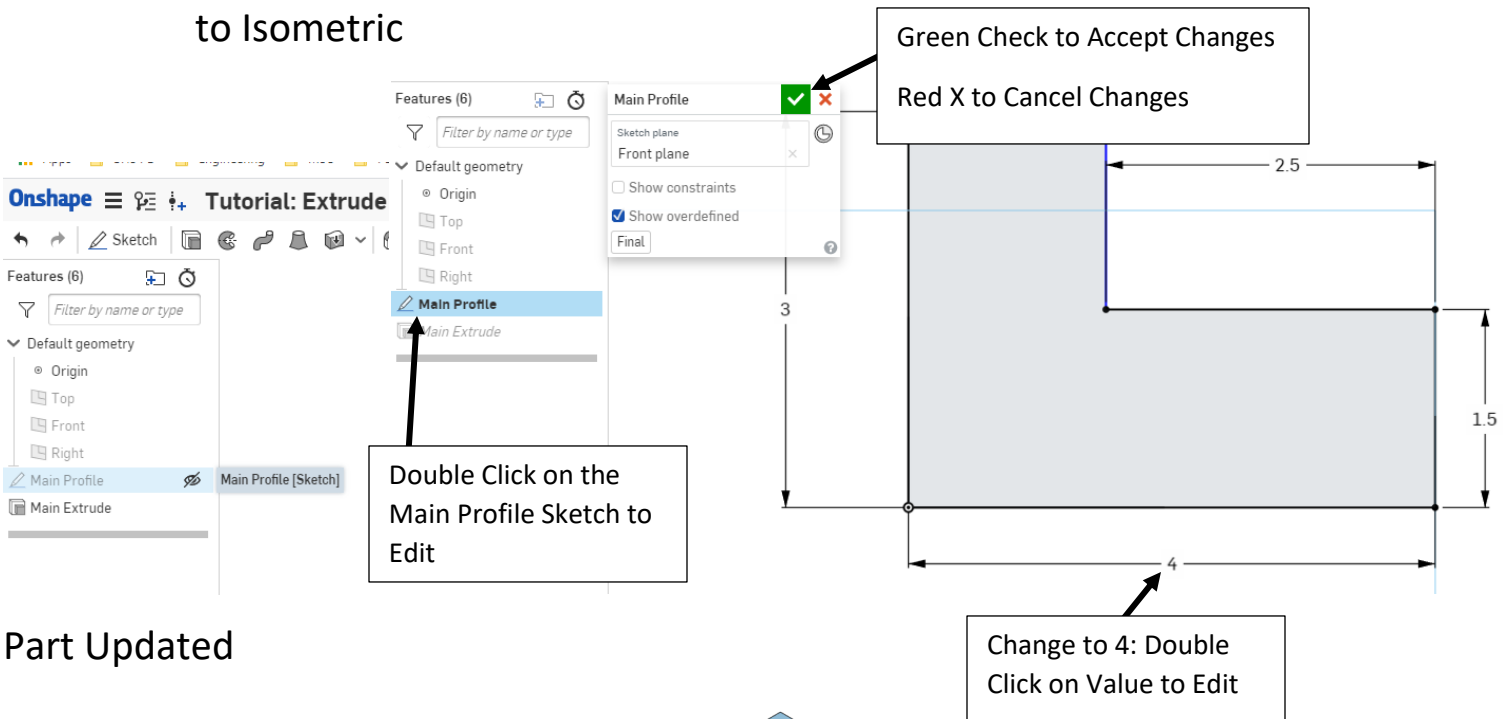 to Isometric
Green Check to Accept Changes
Red X to Cancel Changes
Features (6)
Filter by name or type
Default geometry
Origin
Top
Front
Right
Main Profile
Main Extrude
Main Profile
Sketch plane
Front plane
Show constraints
Show overdefined
Final
2.5
3
1.5
4
Onshape
Tutorial: Extrude
Sketch
Features (6)
Filter by name or type
Default geometry
Origin
Top
Front
Right
Main Profile
Main Profile [Sketch]
Main Extrude
Double Click on the
Main Profile Sketch to
Edit
Part Updated
Change to 4: Double
Click on Value to Edit